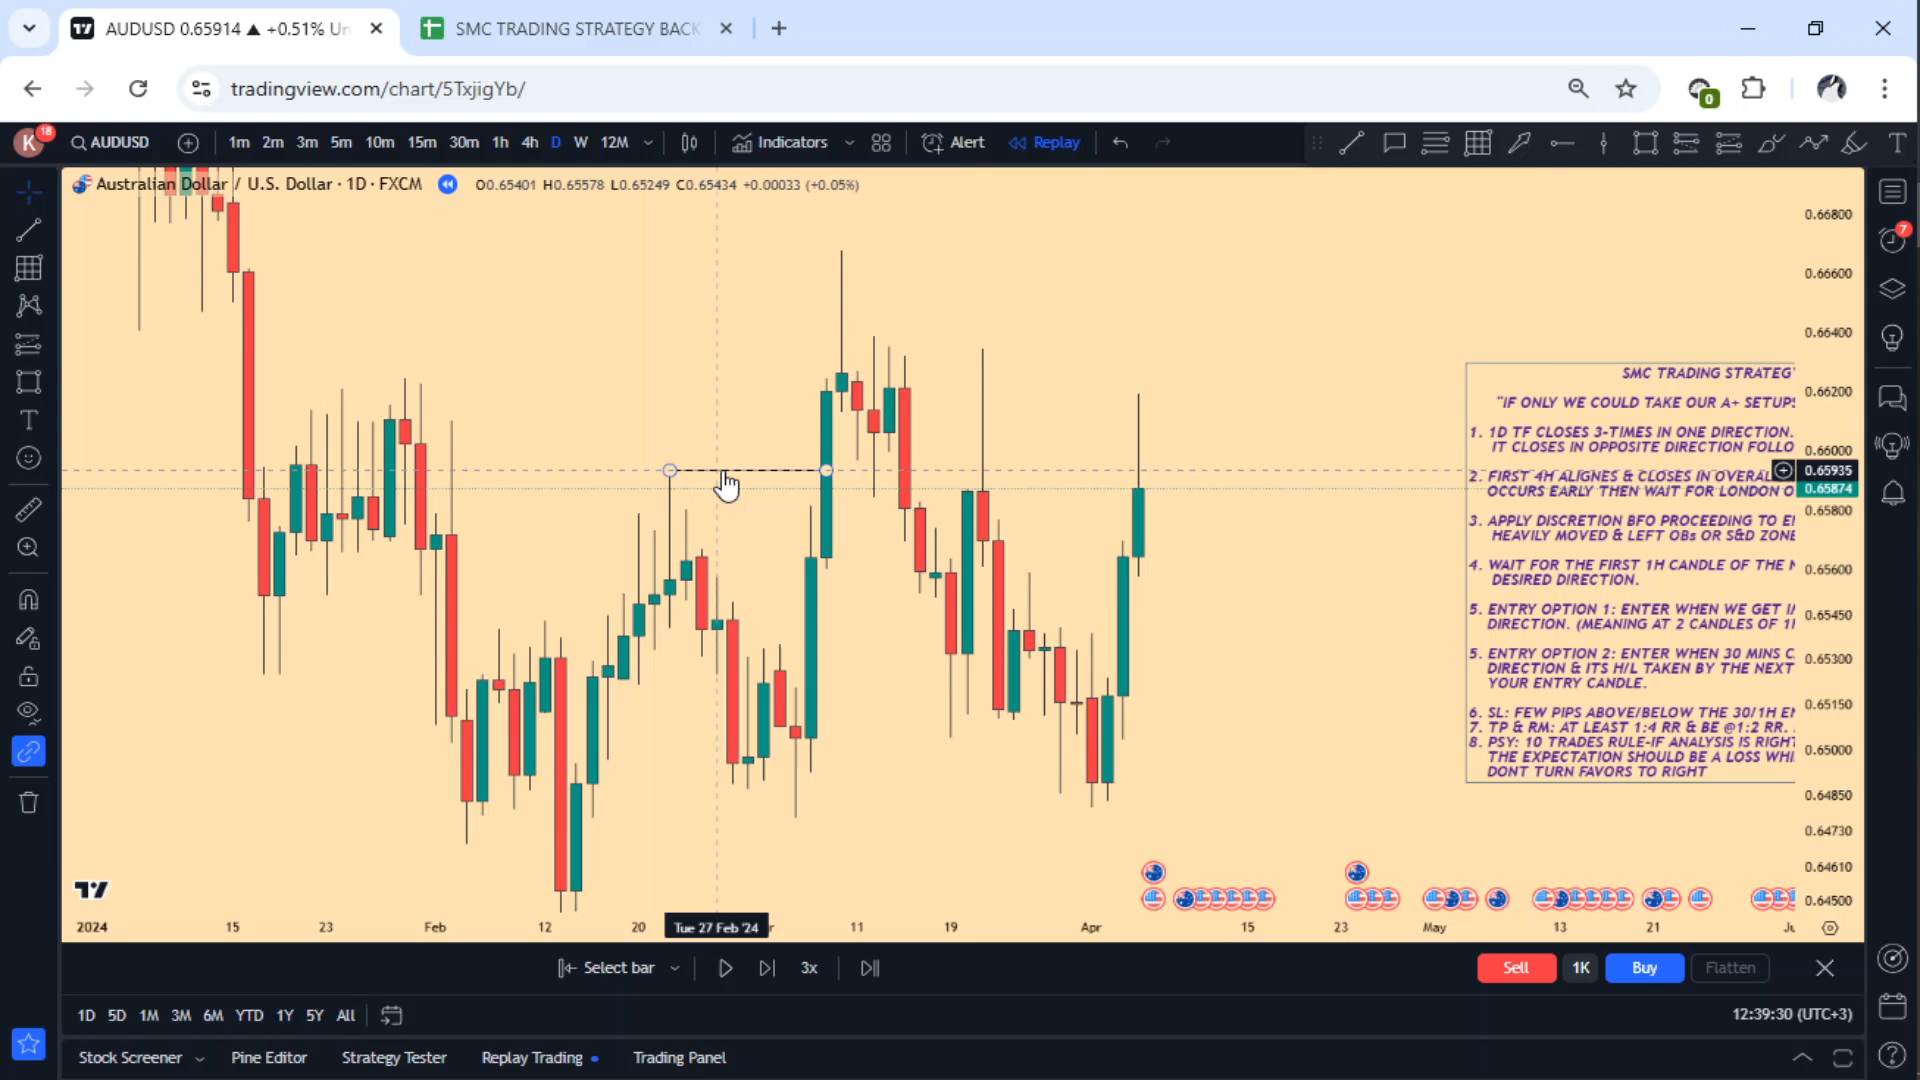 AUDUSD 0.65914 ▲ +0.51% Un
SMC TRADING STRATEGY BACK
tradingview.com/chart/5TxjigYb/
0
K
18
AUDUSD
1m 2m 3m 5m 10m 15m 30m 1h 4h D W 12M
Indicators
Alert
Replay
T
7
Australian Dollar / U.S. Dollar · 1D · FXCM
O0.65401 H0.65578 L0.65249 C0.65434 +0.00033 (+0.05%)
0.66800
0.66600
0.66400
0.66200
0.66000
0.65935
0.65874
0.65800
0.65600
0.65450
0.65300
0.65150
0.65000
0.64850
0.64730
0.64610
0.64500
SMC TRADING STRATEGY
"IF ONLY WE COULD TAKE OUR A+ SETUPS
1. 1D TF CLOSES 3-TIMES IN ONE DIRECTION.
IT CLOSES IN OPPOSITE DIRECTION FOLLO
2. FIRST 4H ALIGNES & CLOSES IN OVERAL
OCCURS EARLY THEN WAIT FOR LONDON O
3. APPLY DISCRETION BFO PROCEEDING TO
HEAVILY MOVED & LEFT OBs OR S&D ZONE
4. WAIT FOR THE FIRST 1H CANDLE OF THE
DESIRED DIRECTION.
5. ENTRY OPTION 1: ENTER WHEN WE GET
DIRECTION. (MEANING AT 2 CANDLES OF
5. ENTRY OPTION 2: ENTER WHEN 30 MINS C
DIRECTION & ITS H/L TAKEN BY THE NEXT
YOUR ENTRY CANDLE.
6. SL: FEW PIPS ABOVE/BELOW THE 30/1H
7. TP & RM: AT LEAST 1:4 RR & BE @1:2 RR.
8. PSY: 10 TRADES RULE-IF ANALYSIS IS RIGHT
THE EXPECTATION SHOULD BE A LOSS WHI
DONT TURN FAVORS TO RIGHT
2024 15 23 Feb 12 20 Tue 27 Feb '24 r 11 19 Apr 15 23 May 13 21
Select bar
3x
Sell
1K
Buy
Flatten
1D 5D 1M 3M 6M YTD 1Y 5Y All
12:39:30 (UTC+3)
Stock Screener
Pine Editor
Strategy Tester
Replay Trading
Trading Panel